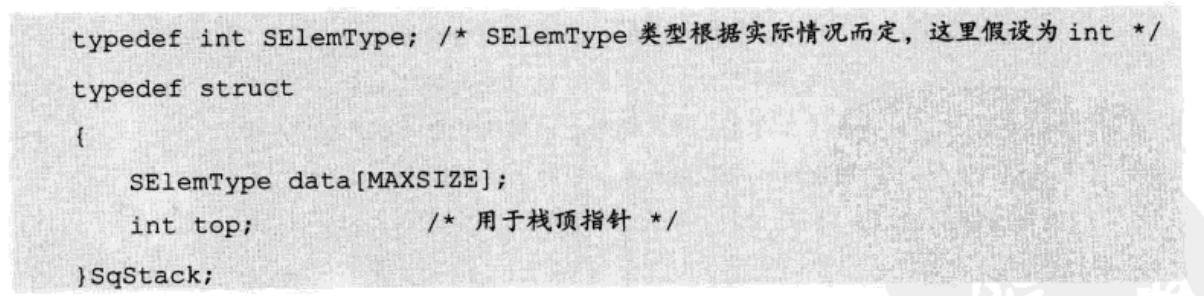 typedef int SElemType; /* SElemType 类型根据实际情况而定，这里假设为 int */
typedef struct
{
SElemType data[MAXSIZE];
int top; /* 用于栈顶指针 */
}SqStack;